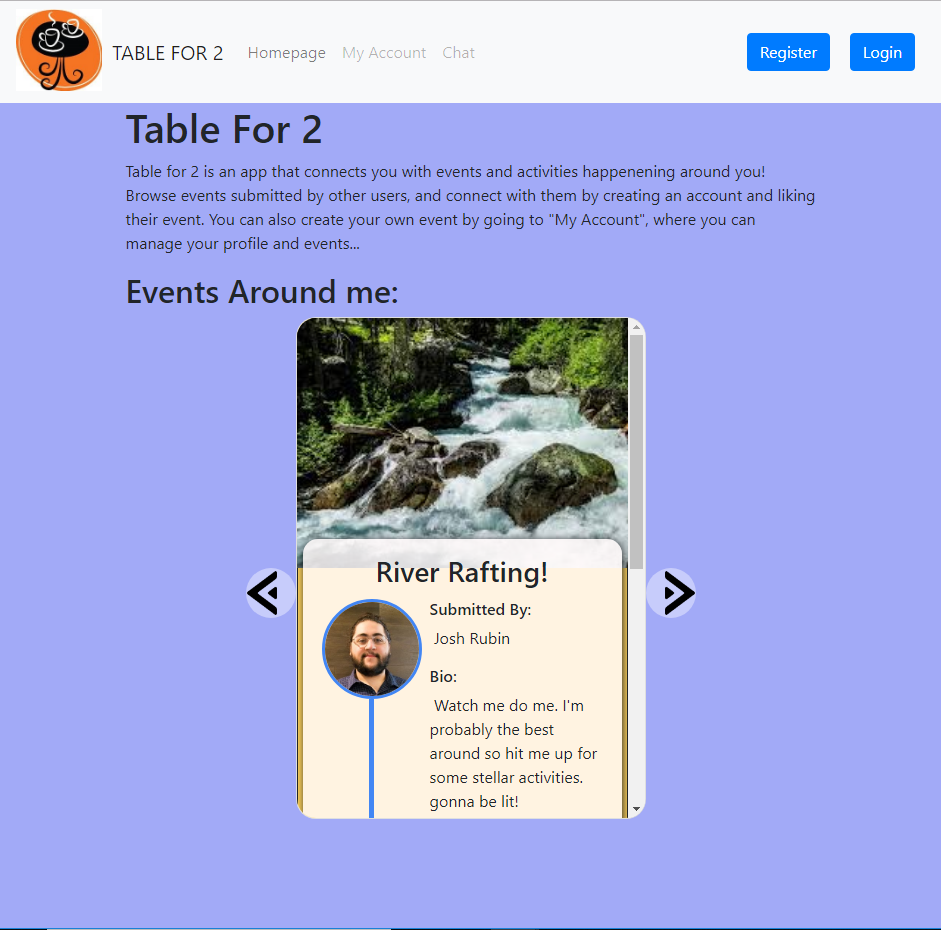 TABLE FOR 2 Homepage My Account Chat Register Login
Table For 2
Table for 2 is an app that connects you with events and activities happenening around you!
Browse events submitted by other users, and connect with them by creating an account and liking
their event. You can also create your own event by going to "My Account", where you can
manage your profile and events...
Events Around me:
River Rafting!
Submitted By:
Josh Rubin
Bio:
Watch me do me. I'm
probably the best
around so hit me up for
some stellar activities.
gonna be lit!